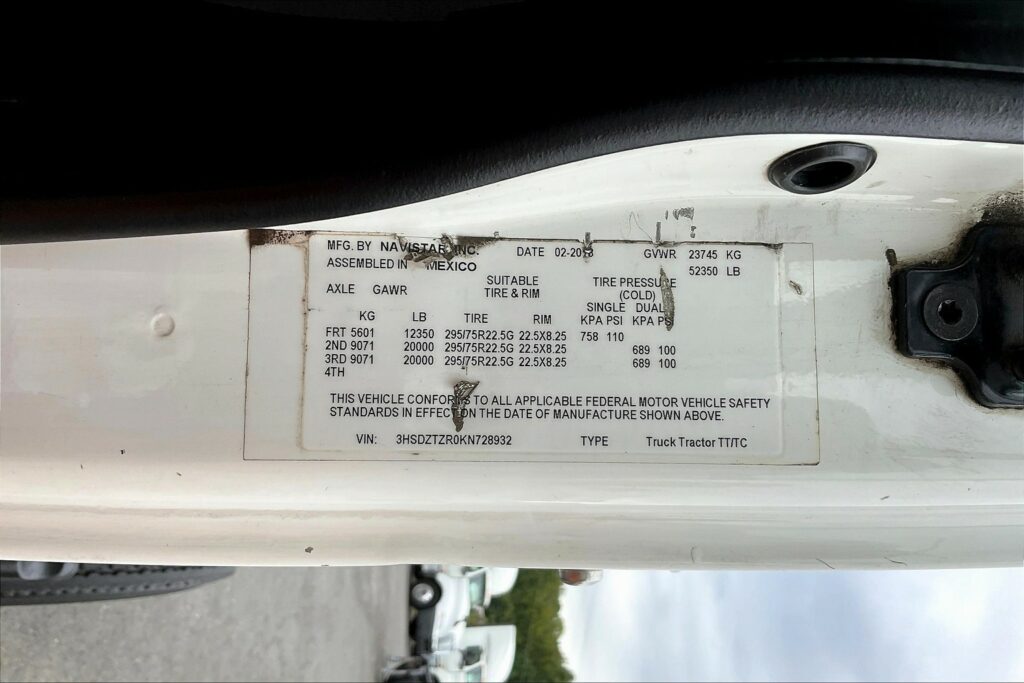 MFG. BY NAVISTAR, INC. DATE 02-2018 GVWR 23745 KG
ASSEMBLED IN MEXICO 52350 LB
AXLE GAWR SUITABLE TIRE & RIM TIRE PRESSURE (COLD)
SINGLE DUAL
KG LB TIRE RIM KPA PSI KPA PSI
FRT 5601 12350 295/75R22.5G 22.5X8.25 758 110
2ND 9071 20000 295/75R22.5G 22.5X8.25 689 100
3RD 9071 20000 295/75R22.5G 22.5X8.25 689 100
4TH
THIS VEHICLE CONFORMS TO ALL APPLICABLE FEDERAL MOTOR VEHICLE SAFETY
STANDARDS IN EFFECT ON THE DATE OF MANUFACTURE SHOWN ABOVE.
VIN: 3HSDZTZR0KN728932 TYPE Truck Tractor TT/TC